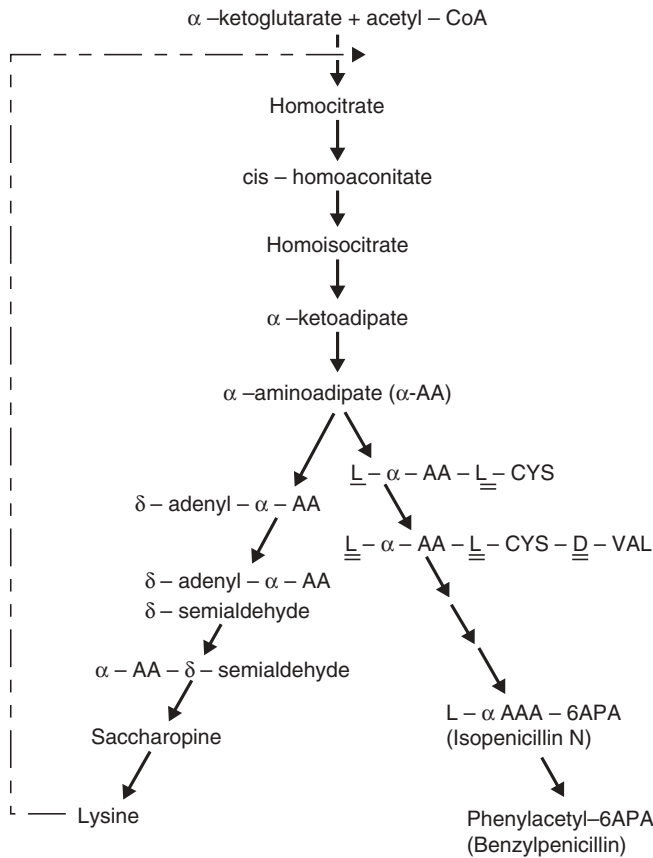 α –ketoglutarate + acetyl – CoA
Homocitrate
cis – homoaconitate
Homoisocitrate
α –ketoadipate
α –aminoadipate (α-AA)
L – α – AA – L – CYS
δ – adenyl – α – AA
L – α – AA – L – CYS – D – VAL
δ – adenyl – α – AA
δ – semialdehyde
α – AA – δ – semialdehyde
L – α AAA – 6APA
(Isopenicillin N)
Saccharopine
Lysine
Phenylacetyl–6APA
(Benzylpenicillin)